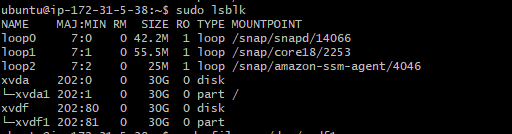 ubuntu@ip-172-31-5-38:~$ sudo lsblk
NAME    MAJ:MIN RM  SIZE RO TYPE MOUNTPOINT
loop0     7:0    0 42.2M  1 loop /snap/snapd/14066
loop1     7:1    0 55.5M  1 loop /snap/core18/2253
loop2     7:2    0   25M  1 loop /snap/amazon-ssm-agent/4046
xvda    202:0    0   30G  0 disk
└─xvda1 202:1    0   30G  0 part /
xvdf    202:80   0   30G  0 disk
└─xvdf1 202:81   0   30G  0 part